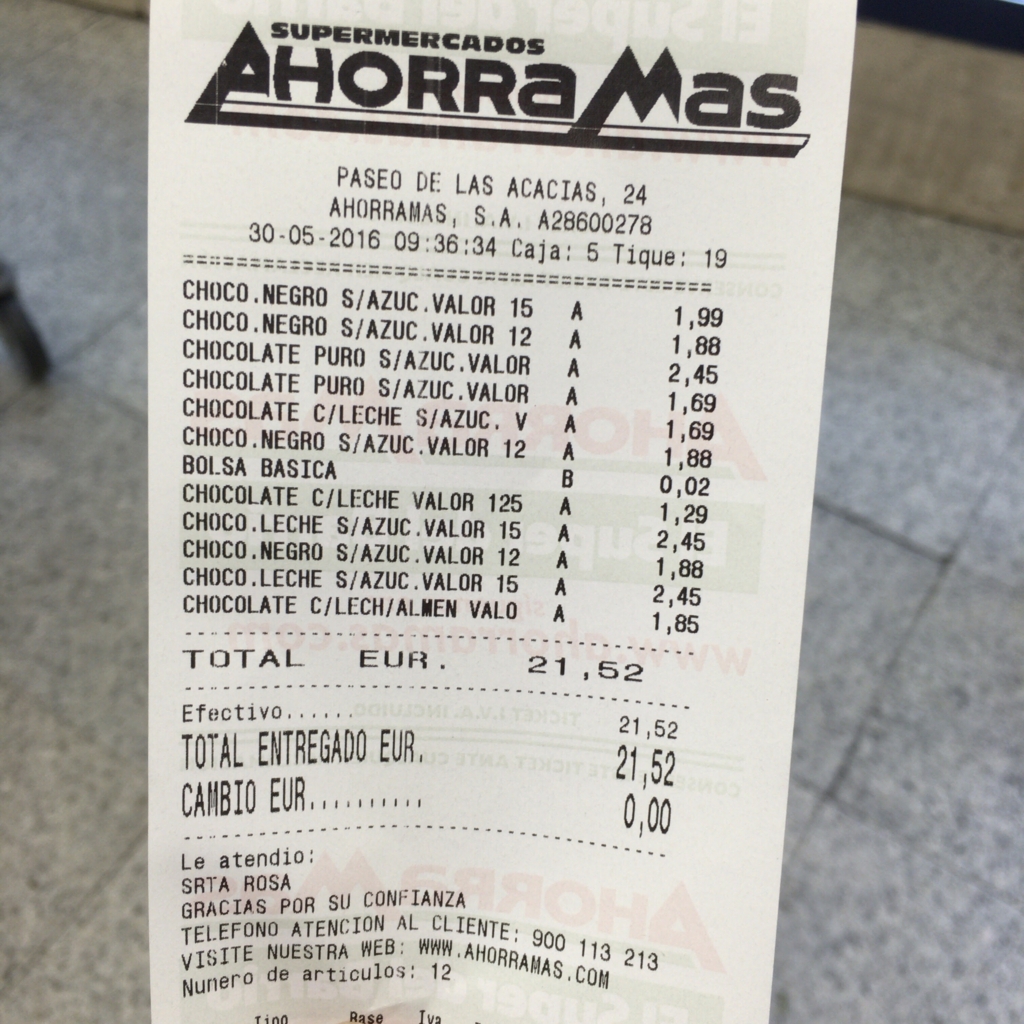 SUPERMERCADOS
AHORRAMAS
PASEO DE LAS ACACIAS, 24
AHORRAMAS, S.A. A28600278
30-05-2016 09:36:34 Caja: 5 Tique: 19
CHOCO.NEGRO S/AZUC.VALOR 15 A 1,99
CHOCO.NEGRO S/AZUC.VALOR 12 A 1,88
CHOCOLATE PURO S/AZUC.VALOR A 2,45
CHOCOLATE PURO S/AZUC.VALOR A 1,69
CHOCOLATE C/LECHE S/AZUC. V A 1,69
CHOCO.NEGRO S/AZUC.VALOR 12 A 1,88
BOLSA BASICA B 0,02
CHOCOLATE C/LECHE VALOR 125 A 1,29
CHOCO.LECHE S/AZUC.VALOR 15 A 2,45
CHOCO.NEGRO S/AZUC.VALOR 12 A 1,88
CHOCO.LECHE S/AZUC.VALOR 15 A 2,45
CHOCOLATE C/LECH/ALMEN VALO A 1,85
TOTAL EUR. 21,52
Efectivo...... 21,52
TOTAL ENTREGADO EUR. 21,52
CAMBIO EUR.......... 0,00
Le atendio:
SRTA ROSA
GRACIAS POR SU CONFIANZA
TELEFONO ATENCION AL CLIENTE: 900 113 213
VISITE NUESTRA WEB: WWW.AHORRAMAS.COM
Numero de articulos: 12
Tipo Base Iva